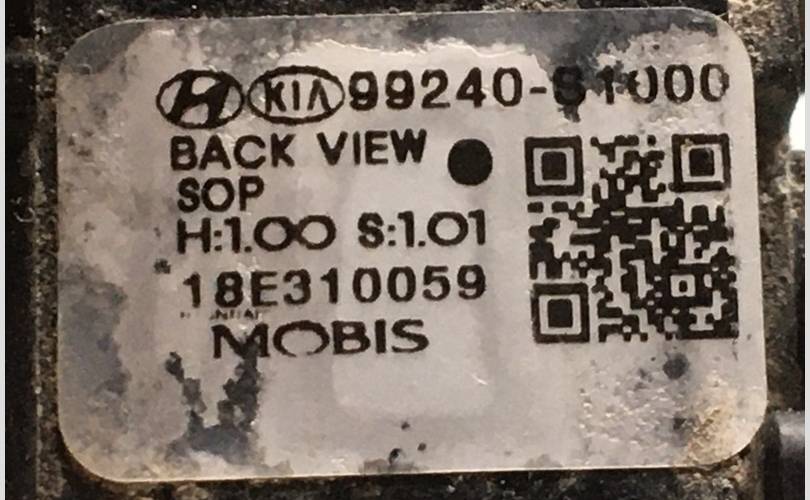 KIA 99240-S1000
BACK VIEW
SOP
H:1.00 S:1.01
18E310059
MOBIS